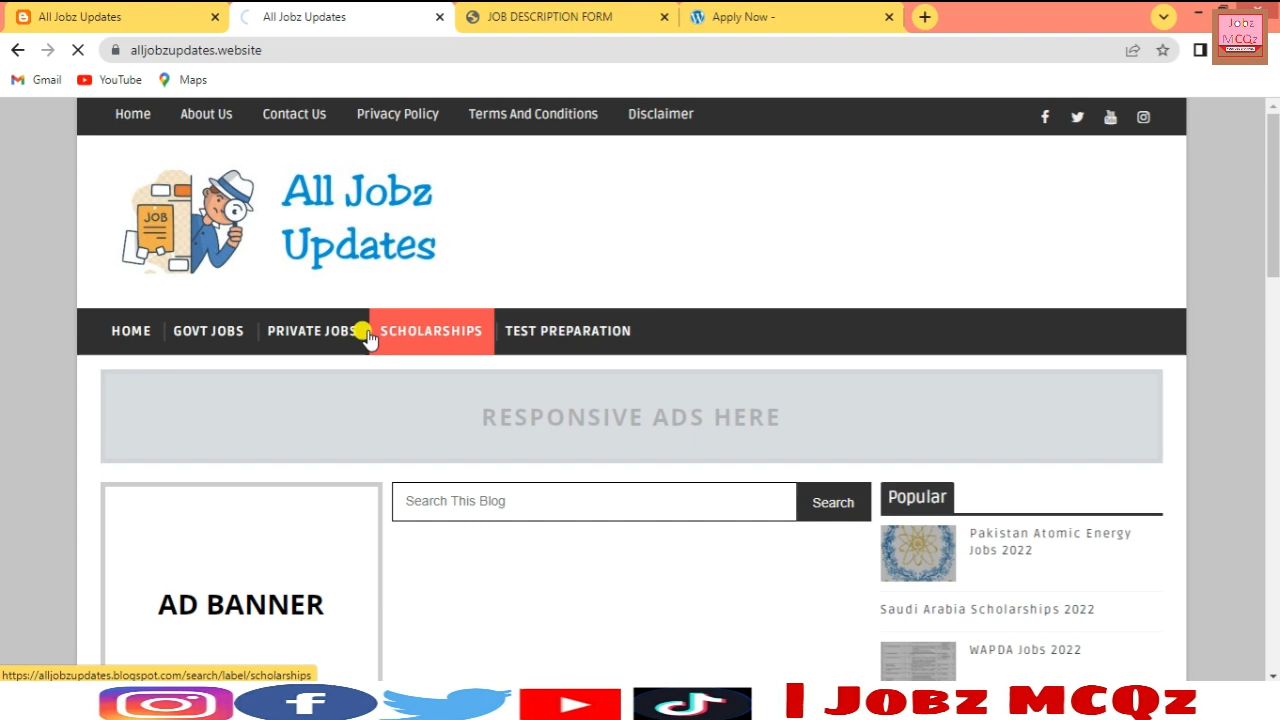 All Jobz Updates
All Jobz Updates
JOB DESCRIPTION FORM
Apply Now -
Jobz
MCQz
alljobzupdates.website
Gmail
YouTube
Maps
Home
About Us
Contact Us
Privacy Policy
Terms And Conditions
Disclaimer
JOB
All Jobz
Updates
HOME
GOVT JOBS
PRIVATE JOBS
SCHOLARSHIPS
TEST PREPARATION
RESPONSIVE ADS HERE
AD BANNER
Search This Blog
Search
Popular
Pakistan Atomic Energy
Jobs 2022
Saudi Arabia Scholarships 2022
WAPDA Jobs 2022
https://alljobzupdates.blogspot.com/search/label/scholarships
| Jobz MCQz